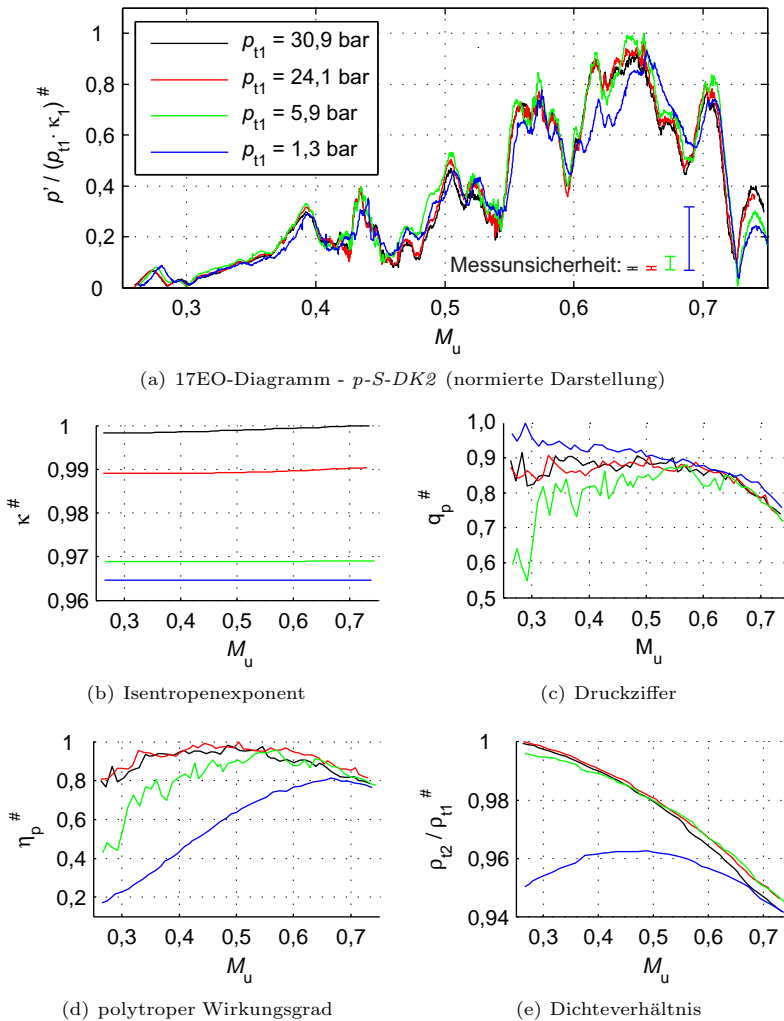 p_t1 = 30,9 bar
p_t1 = 24,1 bar
p_t1 = 5,9 bar
p_t1 = 1,3 bar
p' / (p_t1 · κ_1)^#
1
0,8
0,6
0,4
0,2
0
Messunsicherheit:
0,3 0,4 0,5 0,6 0,7
M_u
(a) 17EO-Diagramm - p-S-DK2 (normierte Darstellung)
κ^#
1
0,99
0,98
0,97
0,96
0,3 0,4 0,5 0,6 0,7
M_u
(b) Isentropenexponent
q_p^#
1,0
0,9
0,8
0,7
0,6
0,5
0,3 0,4 0,5 0,6 0,7
M_u
(c) Druckziffer
η_p^#
1
0,8
0,6
0,4
0,2
0,3 0,4 0,5 0,6 0,7
M_u
(d) polytroper Wirkungsgrad
ρ_t2 / ρ_t1^#
1
0,98
0,96
0,94
0,3 0,4 0,5 0,6 0,7
M_u
(e) Dichteverhältnis